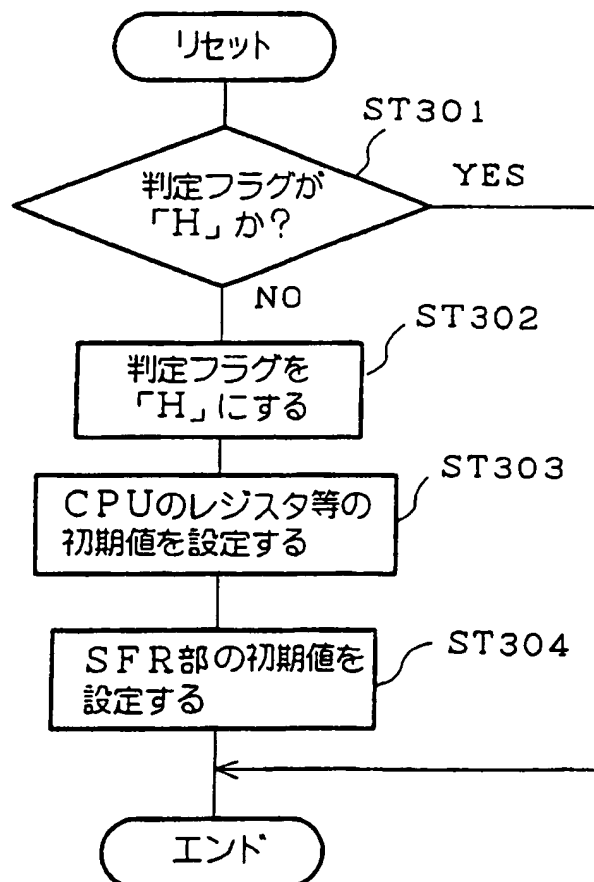 リセット
ST301
判定フラグが
「H」か?
YES
NO
ST302
判定フラグを
「H」にする
ST303
CPUのレジスタ等の
初期値を設定する
ST304
SFR部の初期値を
設定する
エンド